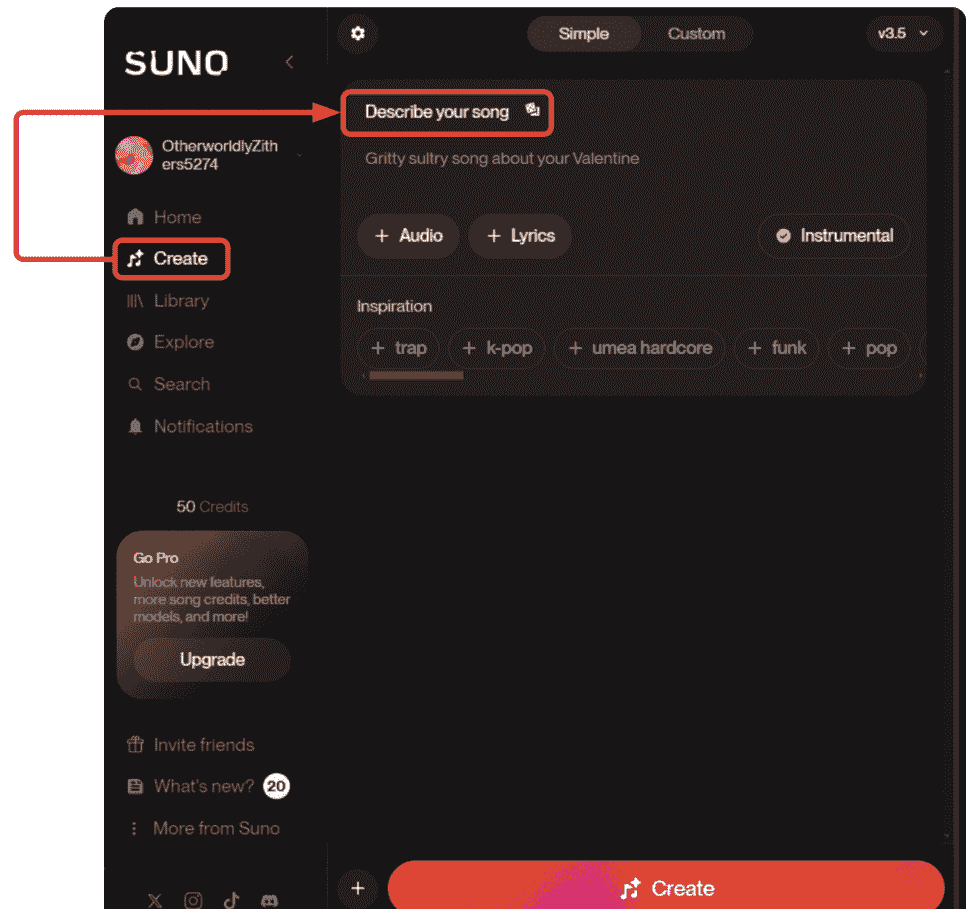 SUNO
OtherworldlyZith
ers5274
Home
Create
Library
Explore
Search
Notifications
50 Credits
Go Pro
Unlock new features,
more song credits, better
models, and more!
Upgrade
Invite friends
What's new? 20
More from Suno
Simple Custom v3.5
Describe your song
Gritty sultry song about your Valentine
+ Audio + Lyrics Instrumental
Inspiration
+ trap + k-pop + umea hardcore + funk + pop
+ Create